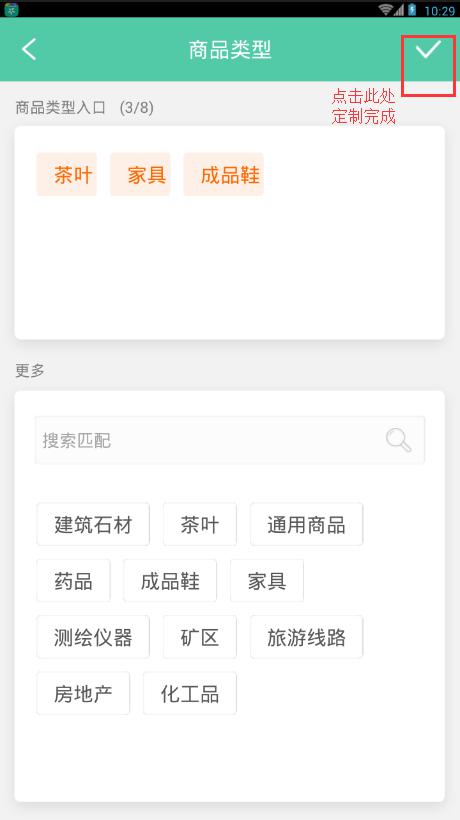 10:29
商品类型
点击此处
定制完成
商品类型入口 (3/8)
茶叶 家具 成品鞋
更多
搜索匹配
建筑石材 茶叶 通用商品
药品 成品鞋 家具
测绘仪器 矿区 旅游线路
房地产 化工品